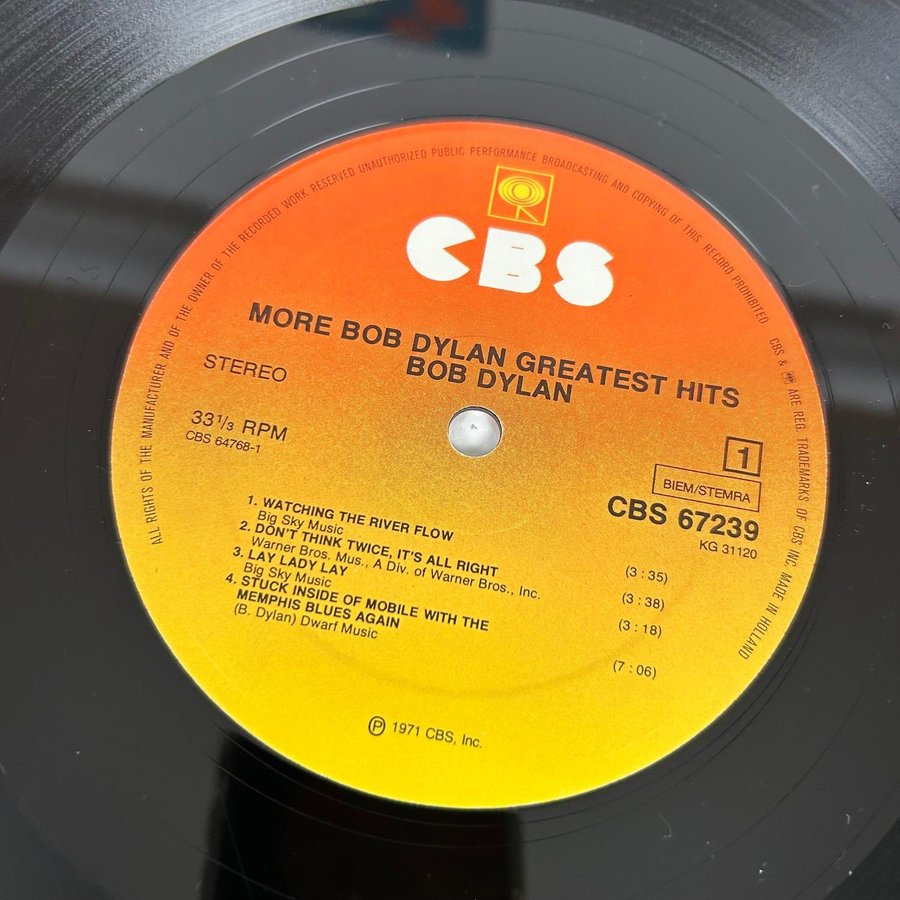 ALL RIGHTS OF THE MANUFACTURER AND OF THE OWNER OF THE RECORDED WORK RESERVED UNAUTHORIZED PUBLIC PERFORMANCE BROADCASTING AND COPYING OF THIS RECORD PROHIBITED
CBS & ARE REG. TRADEMARKS OF CBS INC. MADE IN HOLLAND
CBS
MORE BOB DYLAN GREATEST HITS
BOB DYLAN
STEREO
33 1/3 RPM
CBS 64768-1
1
BIEM/STEMRA
CBS 67239
KG 31120
1. WATCHING THE RIVER FLOW
Big Sky Music (3 : 35)
2. DON'T THINK TWICE, IT'S ALL RIGHT
Warner Bros. Mus., A Div. of Warner Bros., Inc. (3 : 38)
3. LAY LADY LAY
Big Sky Music (3 : 18)
4. STUCK INSIDE OF MOBILE WITH THE
MEMPHIS BLUES AGAIN
(B. Dylan) Dwarf Music (7 : 06)
Ⓟ 1971 CBS, Inc.